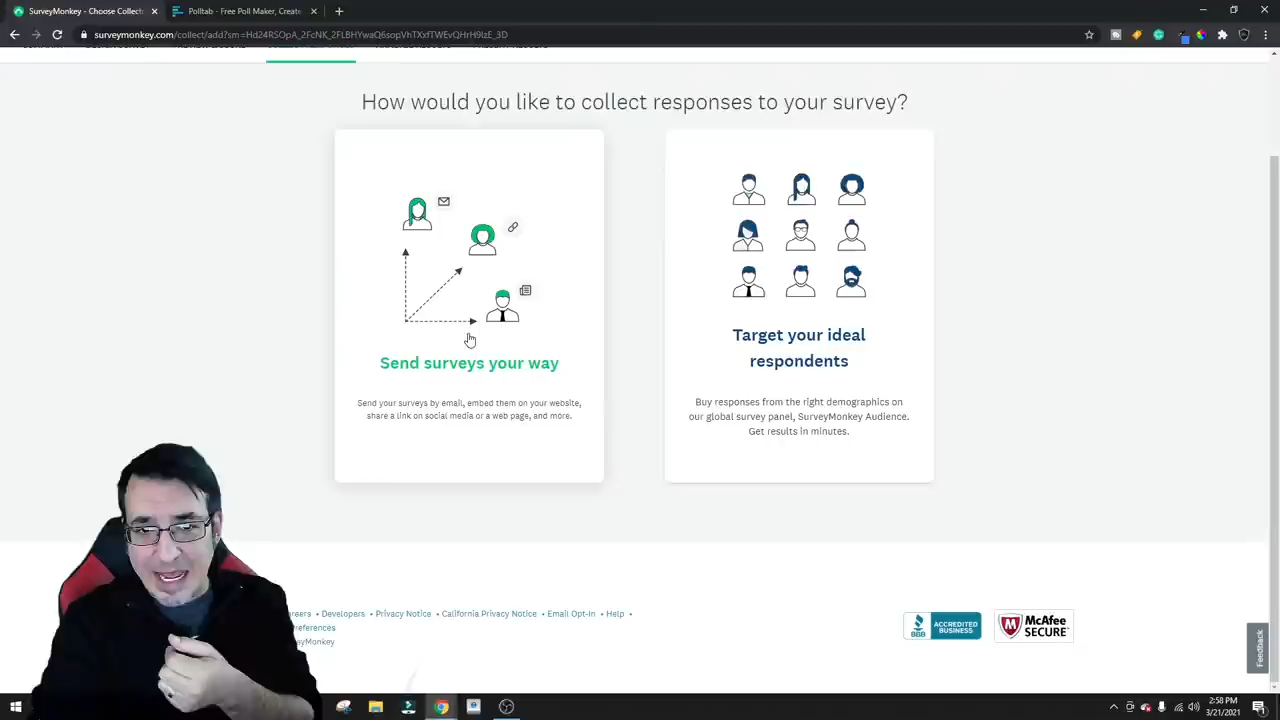 SurveyMonkey - Choose Collect
Polltab - Free Poll Maker, Create
surveymonkey.com/collect/add?sm=Hd24RSOpA_2FcNK_2FLBHYwaQ6sopVhTXxfTWEvQHrH9lzE_3D
How would you like to collect responses to your survey?
Send surveys your way
Send your surveys by email, embed them on your website,
share a link on social media or a web page, and more.
Target your ideal
respondents
Buy responses from the right demographics on
our global survey panel, SurveyMonkey Audience.
Get results in minutes.
areers • Developers • Privacy Notice • California Privacy Notice • Email Opt-In • Help •
references
eyMonkey
BBB
ACCREDITED
BUSINESS
McAfee
SECURE
Feedback
2:58 PM
3/21/2021